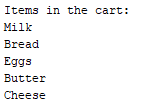 Items in the cart:
Milk
Bread
Eggs
Butter
Cheese